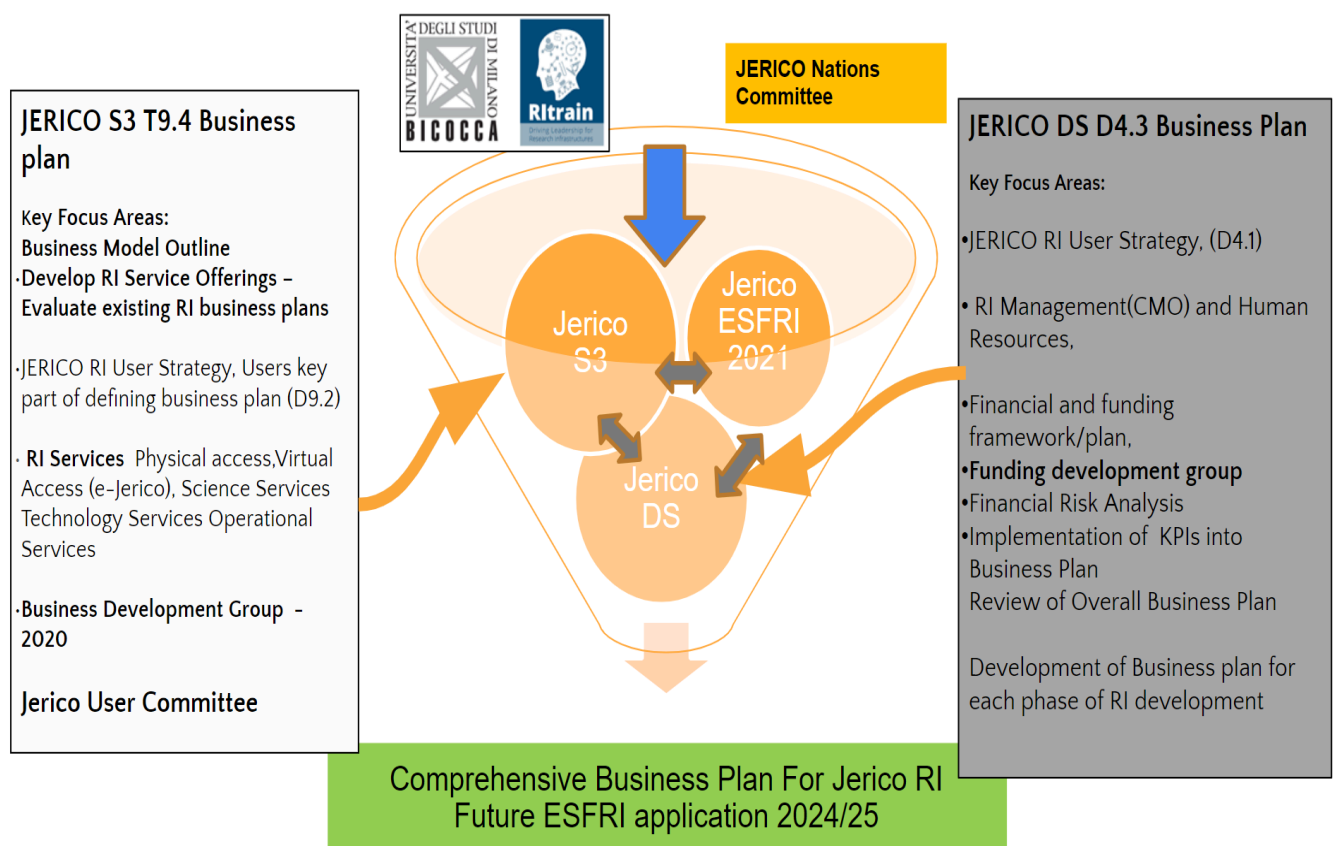 UNIVERSITA'
DEGLI STUDI
DI MILANO
BICOCCA
RItrain
Driving Leadership for
Research Infrastructures
JERICO Nations
Committee
JERICO S3 T9.4 Business
plan
Key Focus Areas:
Business Model Outline
·Develop RI Service Offerings –
Evaluate existing RI business plans
·JERICO RI User Strategy, Users key
part of defining business plan (D9.2)
· RI Services Physical access,Virtual
Access (e-Jerico), Science Services
Technology Services Operational
Services
·Business Development Group -
2020
Jerico User Committee
Jerico
S3
Jerico
ESFRI
2021
Jerico
DS
JERICO DS D4.3 Business Plan
Key Focus Areas:
•JERICO RI User Strategy, (D4.1)
• RI Management(CMO) and Human
Resources,
•Financial and funding
framework/plan,
•Funding development group
•Financial Risk Analysis
•Implementation of KPIs into
Business Plan
Review of Overall Business Plan
Development of Business plan for
each phase of RI development
Comprehensive Business Plan For Jerico RI
Future ESFRI application 2024/25